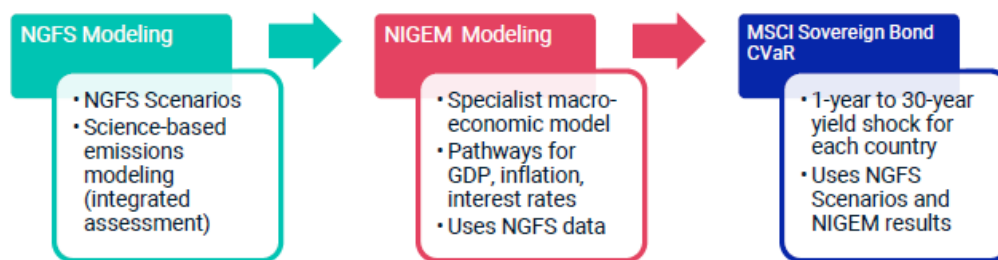 NGFS Modeling
• NGFS Scenarios
• Science-based
emissions
modeling
(integrated
assessment)
NIGEM Modeling
• Specialist macro-
economic model
• Pathways for
GDP, inflation,
interest rates
• Uses NGFS data
MSCI Sovereign Bond
CVaR
• 1-year to 30-year
yield shock for
each country
• Uses NGFS
Scenarios and
NIGEM results